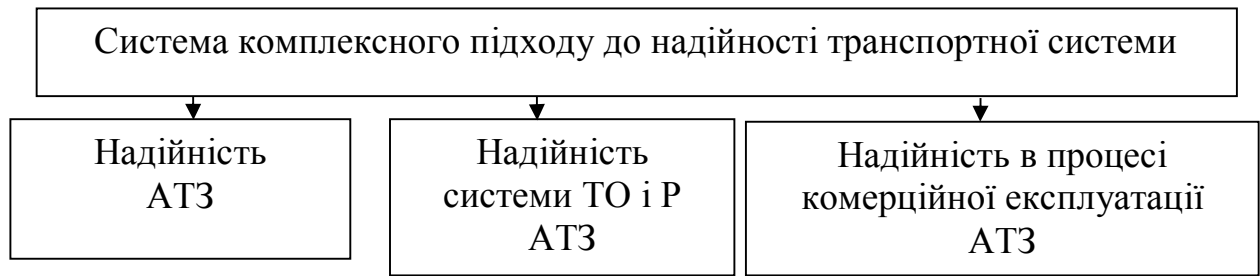 Система комплексного підходу до надійності транспортної системи
Надійність
АТЗ
Надійність
системи ТО і Р
АТЗ
Надійність в процесі
комерційної експлуатації
АТЗ